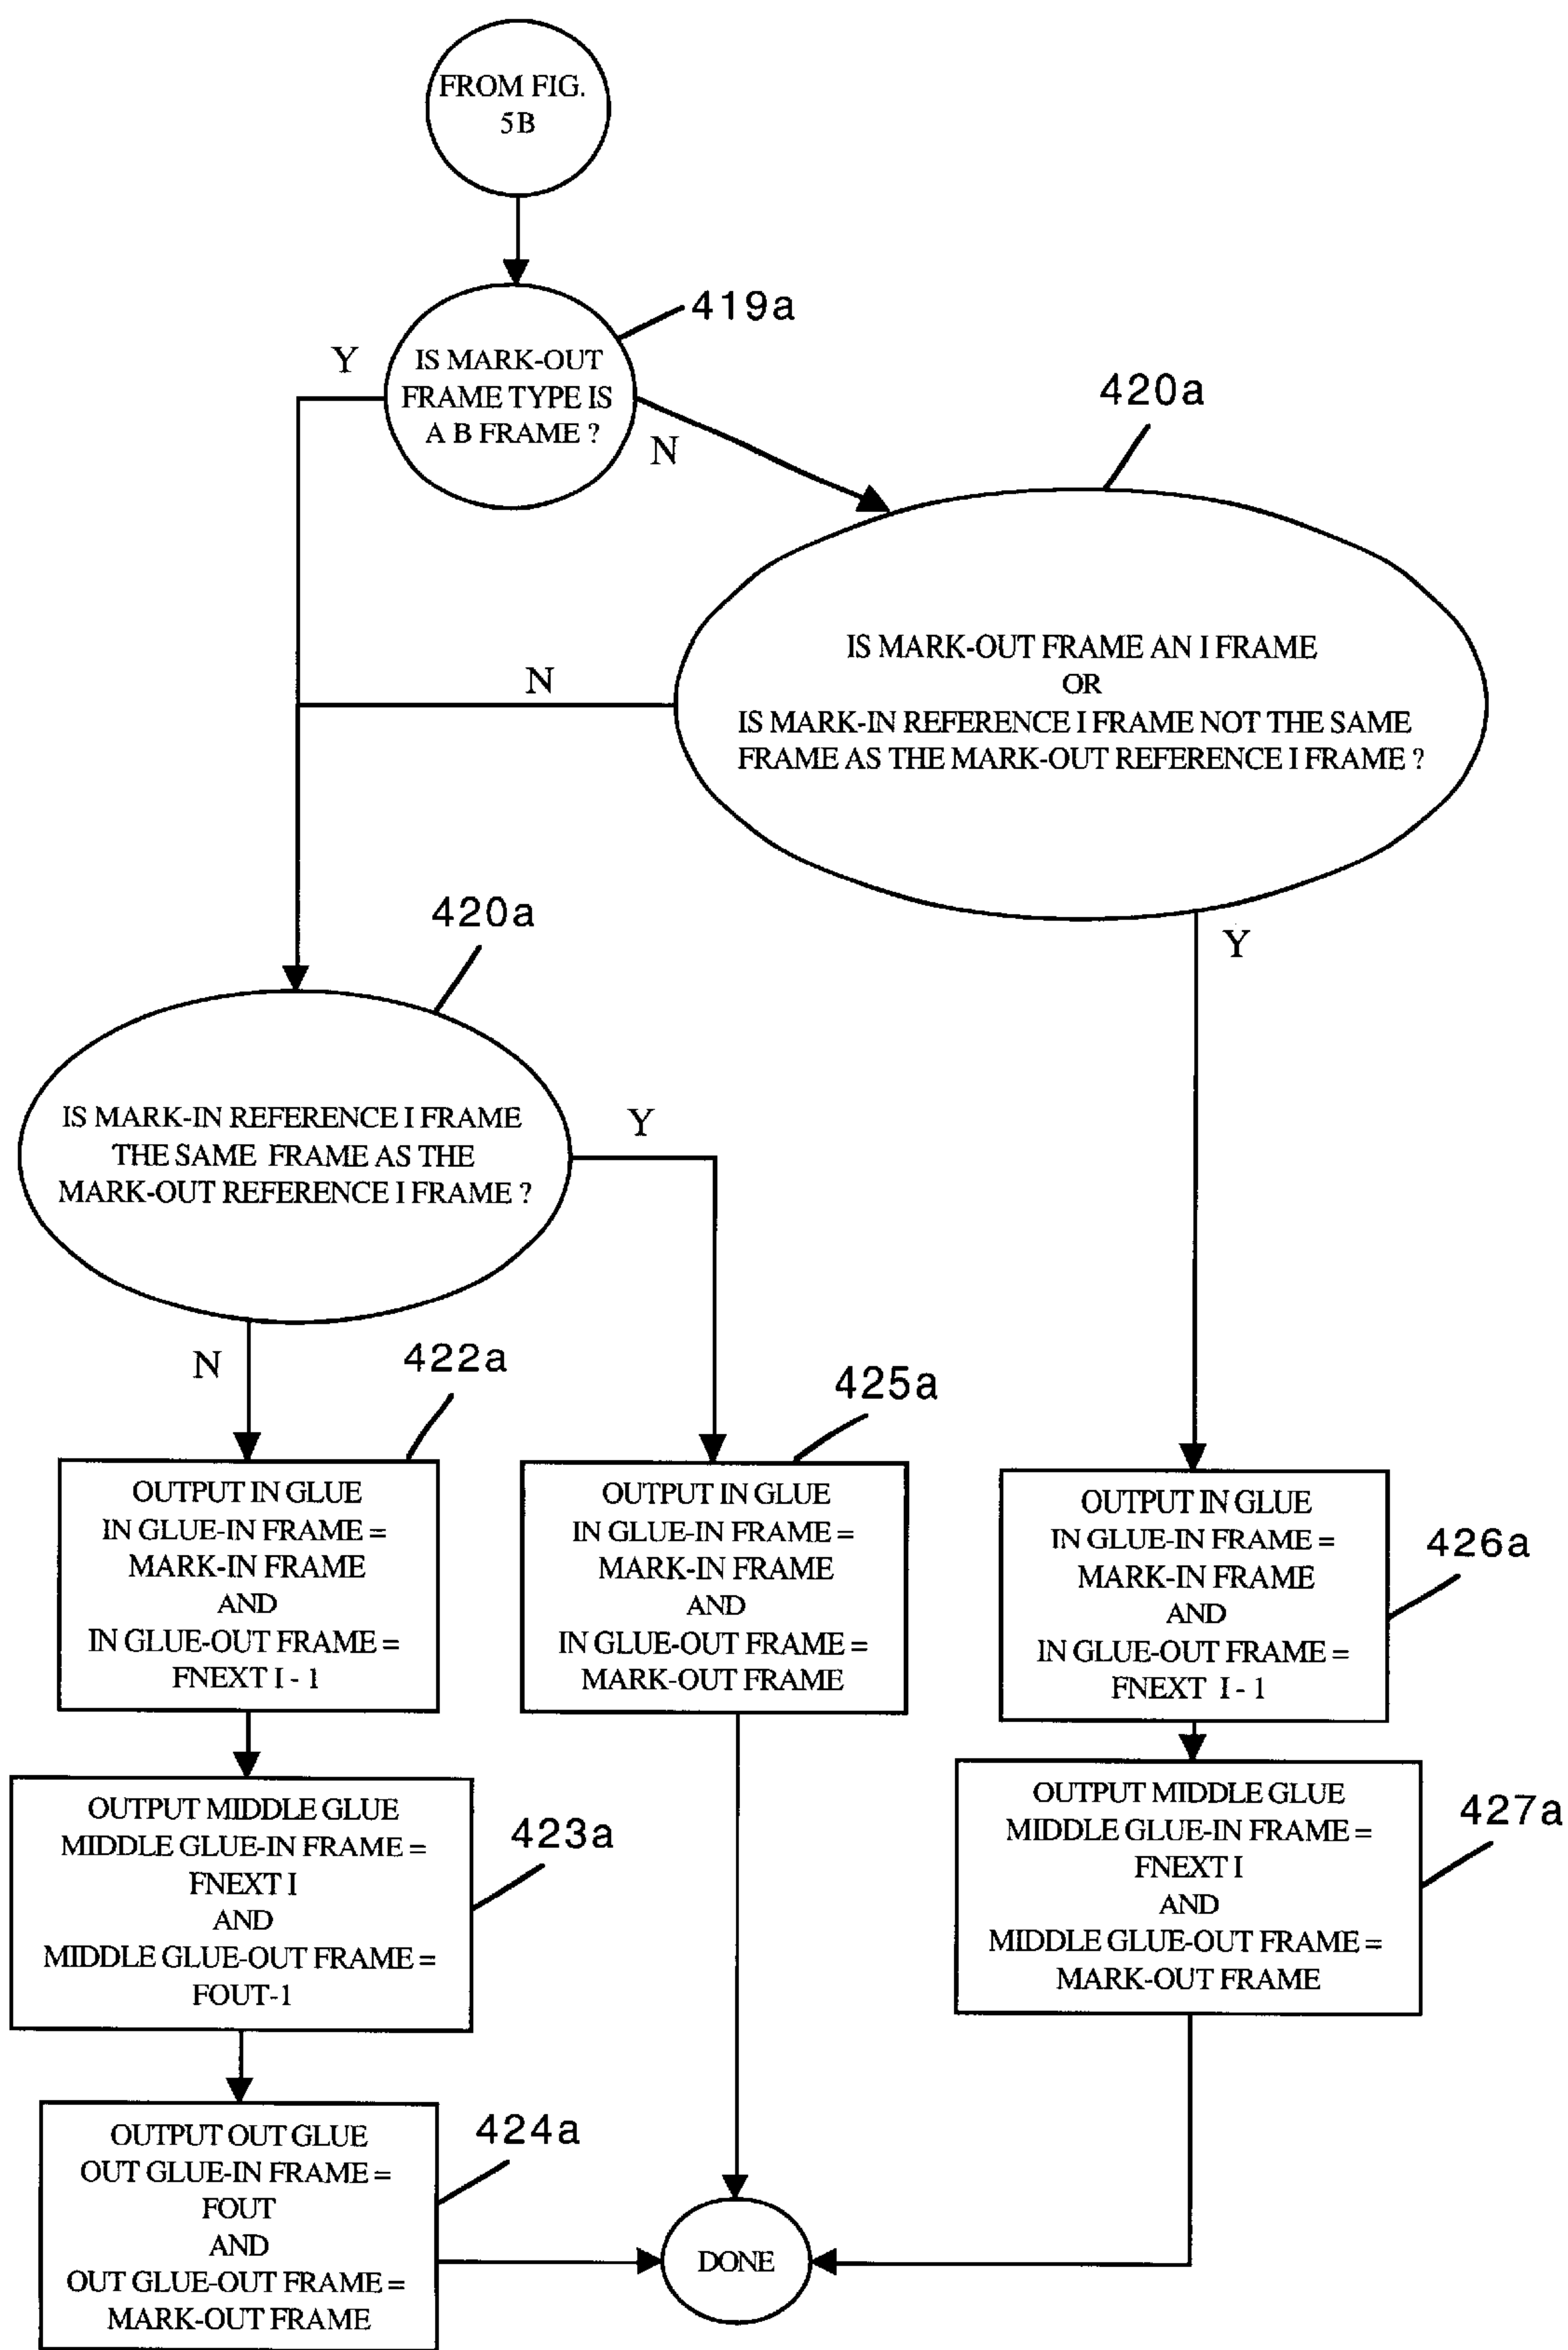 FROM FIG.
5B
419a
IS MARK-OUT
FRAME TYPE IS
A B FRAME ?
Y
N
420a
IS MARK-OUT FRAME AN I FRAME
OR
IS MARK-IN REFERENCE I FRAME NOT THE SAME
FRAME AS THE MARK-OUT REFERENCE I FRAME ?
N
Y
420a
IS MARK-IN REFERENCE I FRAME
THE SAME FRAME AS THE
MARK-OUT REFERENCE I FRAME ?
Y
N
422a
OUTPUT IN GLUE
IN GLUE-IN FRAME =
MARK-IN FRAME
AND
IN GLUE-OUT FRAME =
FNEXT I - 1
425a
OUTPUT IN GLUE
IN GLUE-IN FRAME =
MARK-IN FRAME
AND
IN GLUE-OUT FRAME =
MARK-OUT FRAME
426a
OUTPUT IN GLUE
IN GLUE-IN FRAME =
MARK-IN FRAME
AND
IN GLUE-OUT FRAME =
FNEXT I - 1
423a
OUTPUT MIDDLE GLUE
MIDDLE GLUE-IN FRAME =
FNEXT I
AND
MIDDLE GLUE-OUT FRAME =
FOUT-1
427a
OUTPUT MIDDLE GLUE
MIDDLE GLUE-IN FRAME =
FNEXT I
AND
MIDDLE GLUE-OUT FRAME =
MARK-OUT FRAME
424a
OUTPUT OUT GLUE
OUT GLUE-IN FRAME =
FOUT
AND
OUT GLUE-OUT FRAME =
MARK-OUT FRAME
DONE